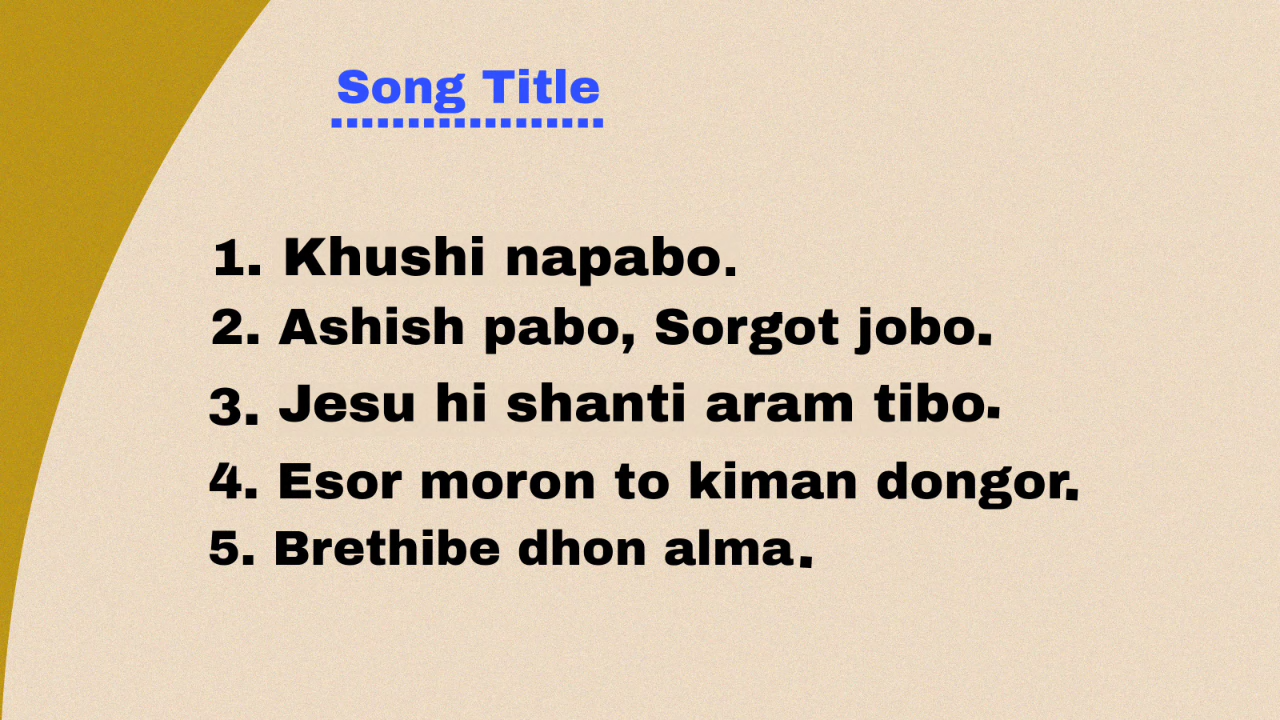 Song Title
1. Khushi napabo.
2. Ashish pabo, Sorgot jobo.
3. Jesu hi shanti aram tibo.
4. Esor moron to kiman dongor.
5. Brethibe dhon alma.